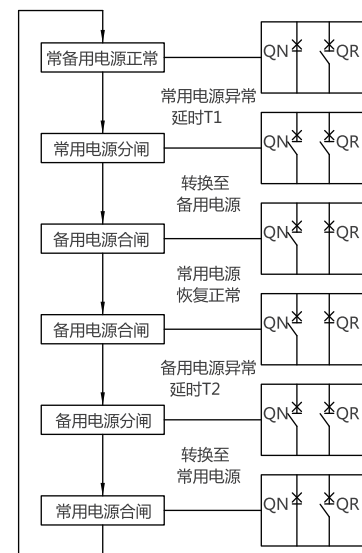 常备用电源正常
QN QR
常用电源异常
延时T1
常用电源分闸
QN QR
转换至
备用电源
备用电源合闸
QN QR
常用电源
恢复正常
备用电源合闸
QN QR
备用电源异常
延时T2
备用电源分闸
QN QR
转换至
常用电源
常用电源合闸
QN QR